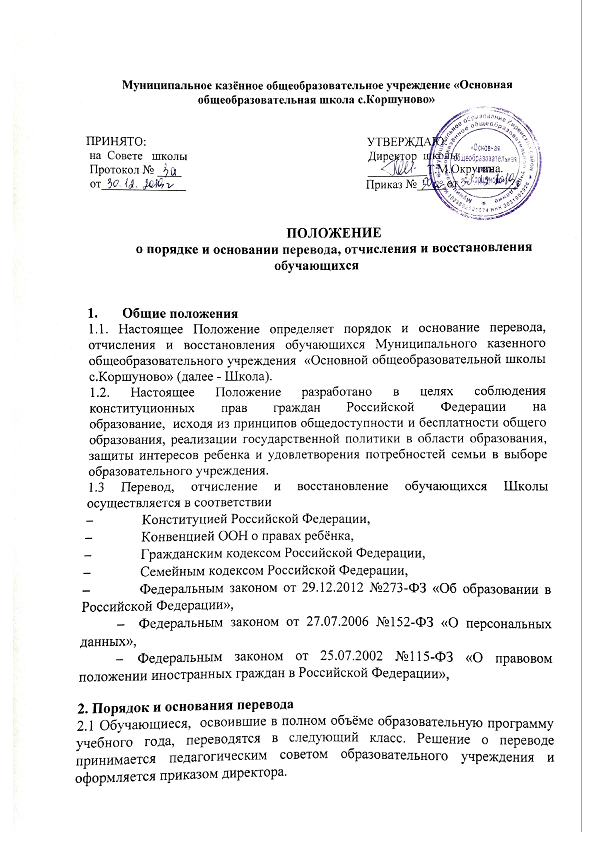 Муниципальное казённое общеобразовательное учреждение «Основная
общеобразовательная школа с.Коршуново»
ПРИНЯТО:
на Совете школы
Протокол №
от 30.12.
УТВЕРЖДАЮ:
Директор школы
Т.М.Округина.
Приказ № от
«Основная
общеобразовательная
ПОЛОЖЕНИЕ
о порядке и основании перевода, отчисления и восстановления
обучающихся
1. Общие положения
1.1. Настоящее Положение определяет порядок и основание перевода,
отчисления и восстановления обучающихся Муниципального казенного
общеобразовательного учреждения «Основной общеобразовательной школы
с.Коршуново» (далее - Школа).
1.2. Настоящее Положение разработано в целях соблюдения
конституционных прав граждан Российской Федерации на
образование, исходя из принципов общедоступности и бесплатности общего
образования, реализации государственной политики в области образования,
защиты интересов ребенка и удовлетворения потребностей семьи в выборе
образовательного учреждения.
1.3 Перевод, отчисление и восстановление обучающихся Школы
осуществляется в соответствии
– Конституцией Российской Федерации,
– Конвенцией ООН о правах ребёнка,
– Гражданским кодексом Российской Федерации,
– Семейным кодексом Российской Федерации,
– Федеральным законом от 29.12.2012 №273-ФЗ «Об образовании в
Российской Федерации»,
– Федеральным законом от 27.07.2006 №152-ФЗ «О персональных
данных»,
– Федеральным законом от 25.07.2002 №115-ФЗ «О правовом
положении иностранных граждан в Российской Федерации»,
2. Порядок и основания перевода
2.1 Обучающиеся, освоившие в полном объёме образовательную программу
учебного года, переводятся в следующий класс. Решение о переводе
принимается педагогическим советом образовательного учреждения и
оформляется приказом директора.